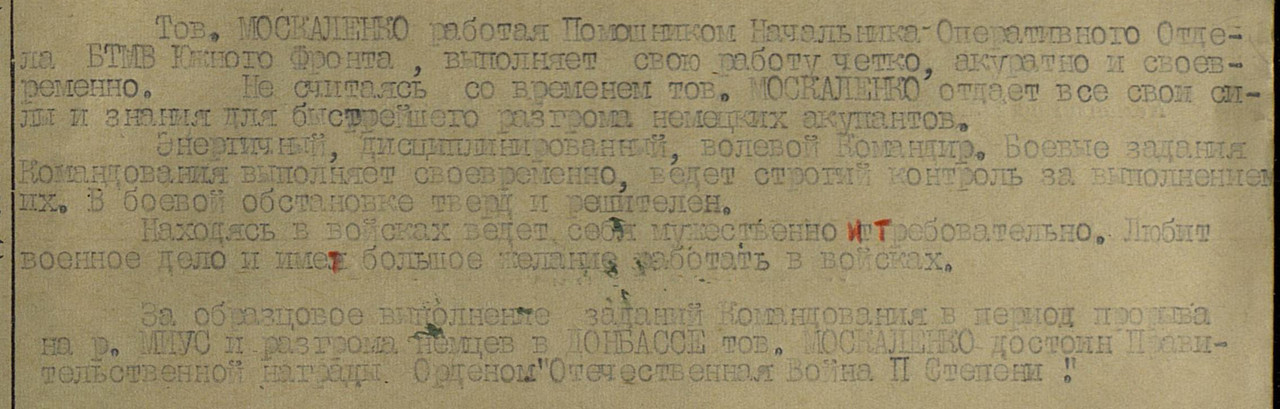 Тов. МОСКАЛЕНКО работая Помошником Начальника Оперативного Отде-
ла БТМВ Южного Фронта , выполняет свою работу четко, акуратно и своев-
ременно. Не считаясь со временем тов. МОСКАЛЕНКО отдает все свои си-
лы и знания для быстрейшего разгрома немецких акупантов.
Энергичный, дисциплинированный, волевой Командир. Боевые задания
Командования выполняет своевременно, ведет строгий контроль за выполнением
их. В боевой обстановке тверд и решителен.
Находясь в войсках ведет себя мужественно и требовательно. Любит
военное дело и имет большое желание работать в войсках.
За образцовое выполнение заданий Командования в период прорыва
на р. МИУС и разгрома немцев в ДОНБАССЕ тов. МОСКАЛЕНКО достоин Прави-
тельственной награды Орденом"Отечественная Война II Степени "